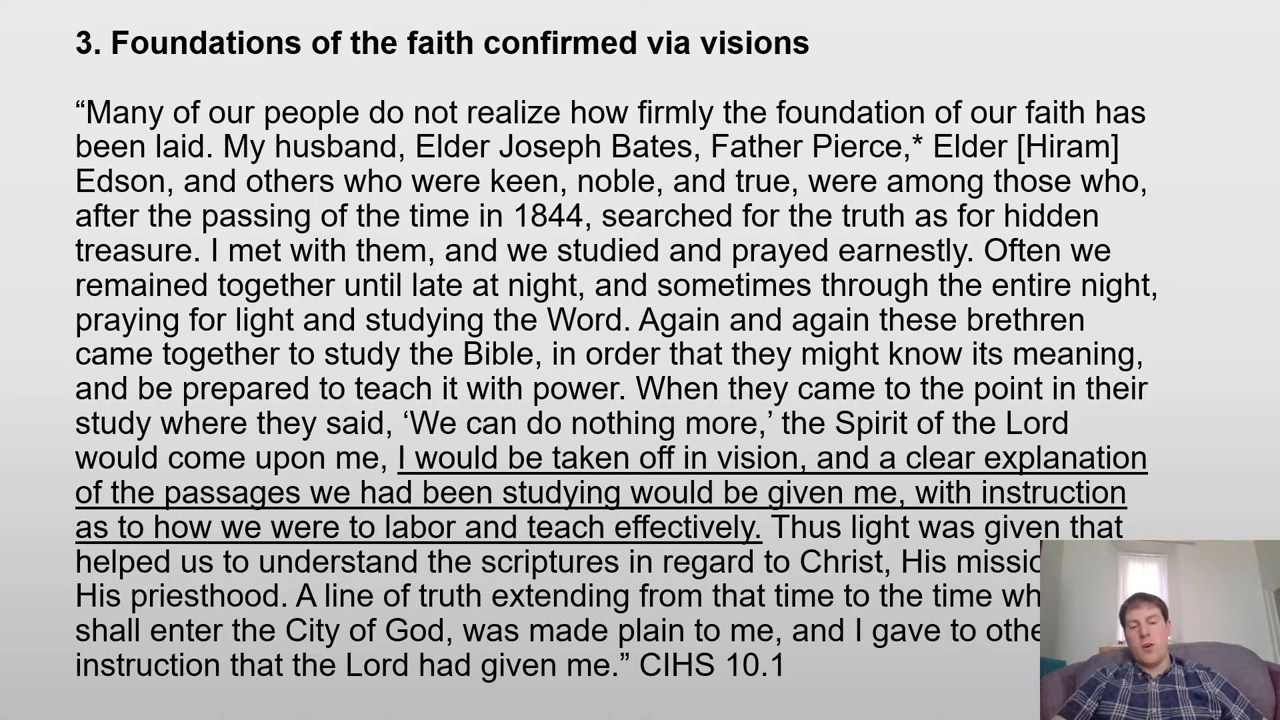 3. Foundations of the faith confirmed via visions
“Many of our people do not realize how firmly the foundation of our faith has
been laid. My husband, Elder Joseph Bates, Father Pierce,* Elder [Hiram]
Edson, and others who were keen, noble, and true, were among those who,
after the passing of the time in 1844, searched for the truth as for hidden
treasure. I met with them, and we studied and prayed earnestly. Often we
remained together until late at night, and sometimes through the entire night,
praying for light and studying the Word. Again and again these brethren
came together to study the Bible, in order that they might know its meaning,
and be prepared to teach it with power. When they came to the point in their
study where they said, ‘We can do nothing more,’ the Spirit of the Lord
would come upon me, I would be taken off in vision, and a clear explanation
of the passages we had been studying would be given me, with instruction
as to how we were to labor and teach effectively. Thus light was given that
helped us to understand the scriptures in regard to Christ, His
His priesthood. A line of truth extending from that time to the time
shall enter the City of God, was made plain to me, and I gave to
instruction that the Lord had given me.” CIHS 10.1